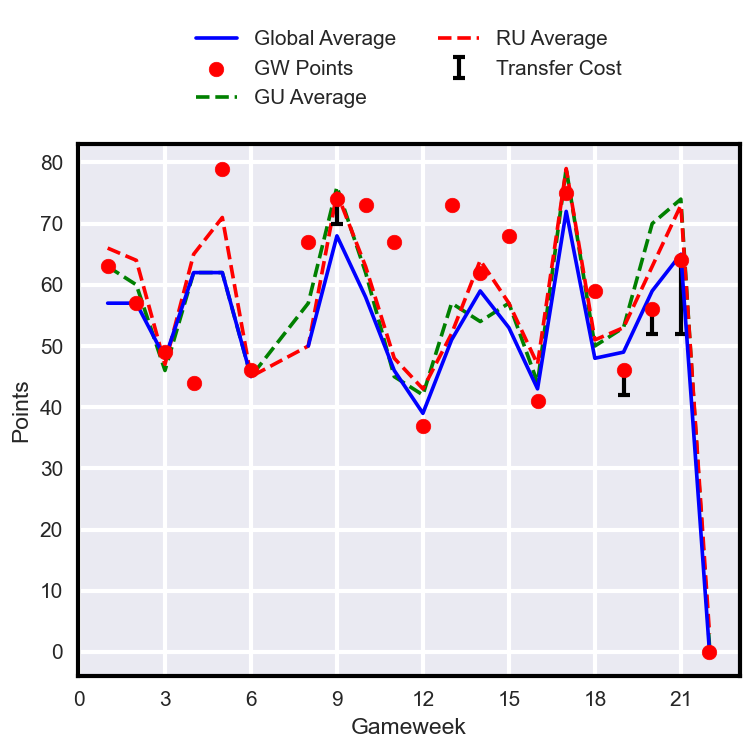 Global Average
GW Points
GU Average
RU Average
Transfer Cost
80
70
60
50
40
30
20
10
0
Points
0 3 6 9 12 15 18 21
Gameweek